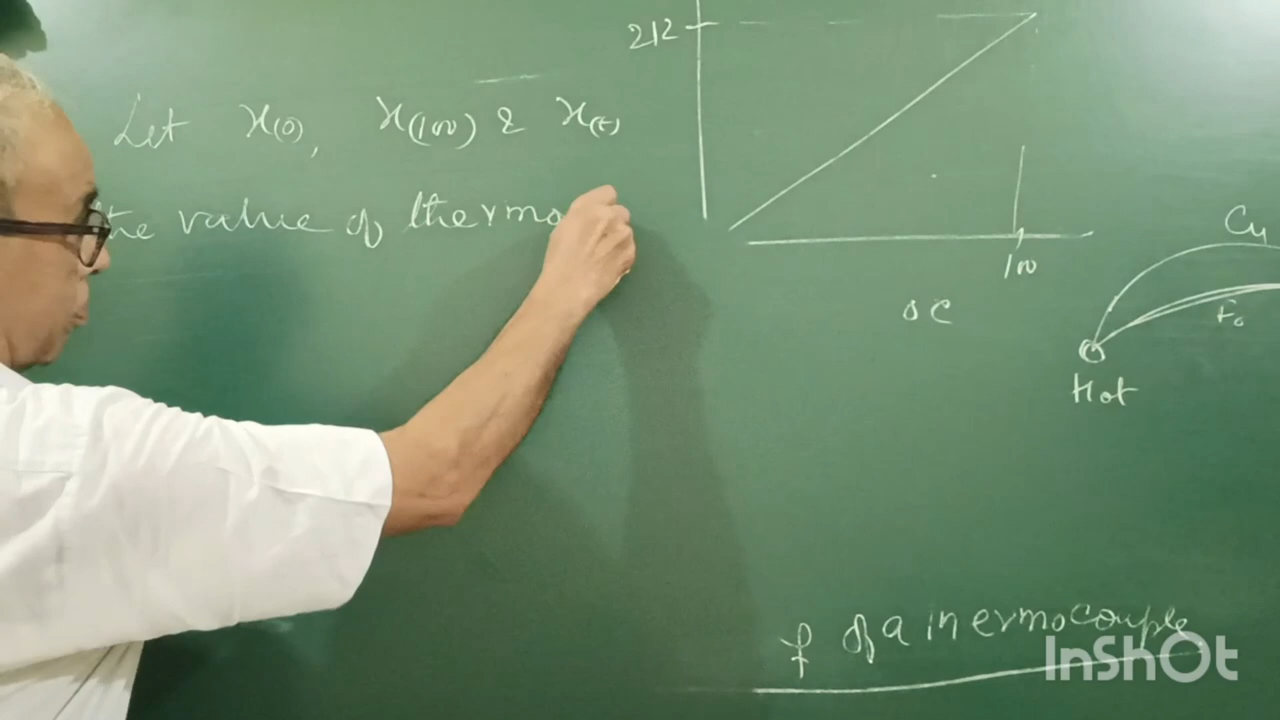 Let x(0), x(100) & x(t)
the value of thermo
212
100
°C
Cu
Fe
Hot
f of a thermocouple
InShOt